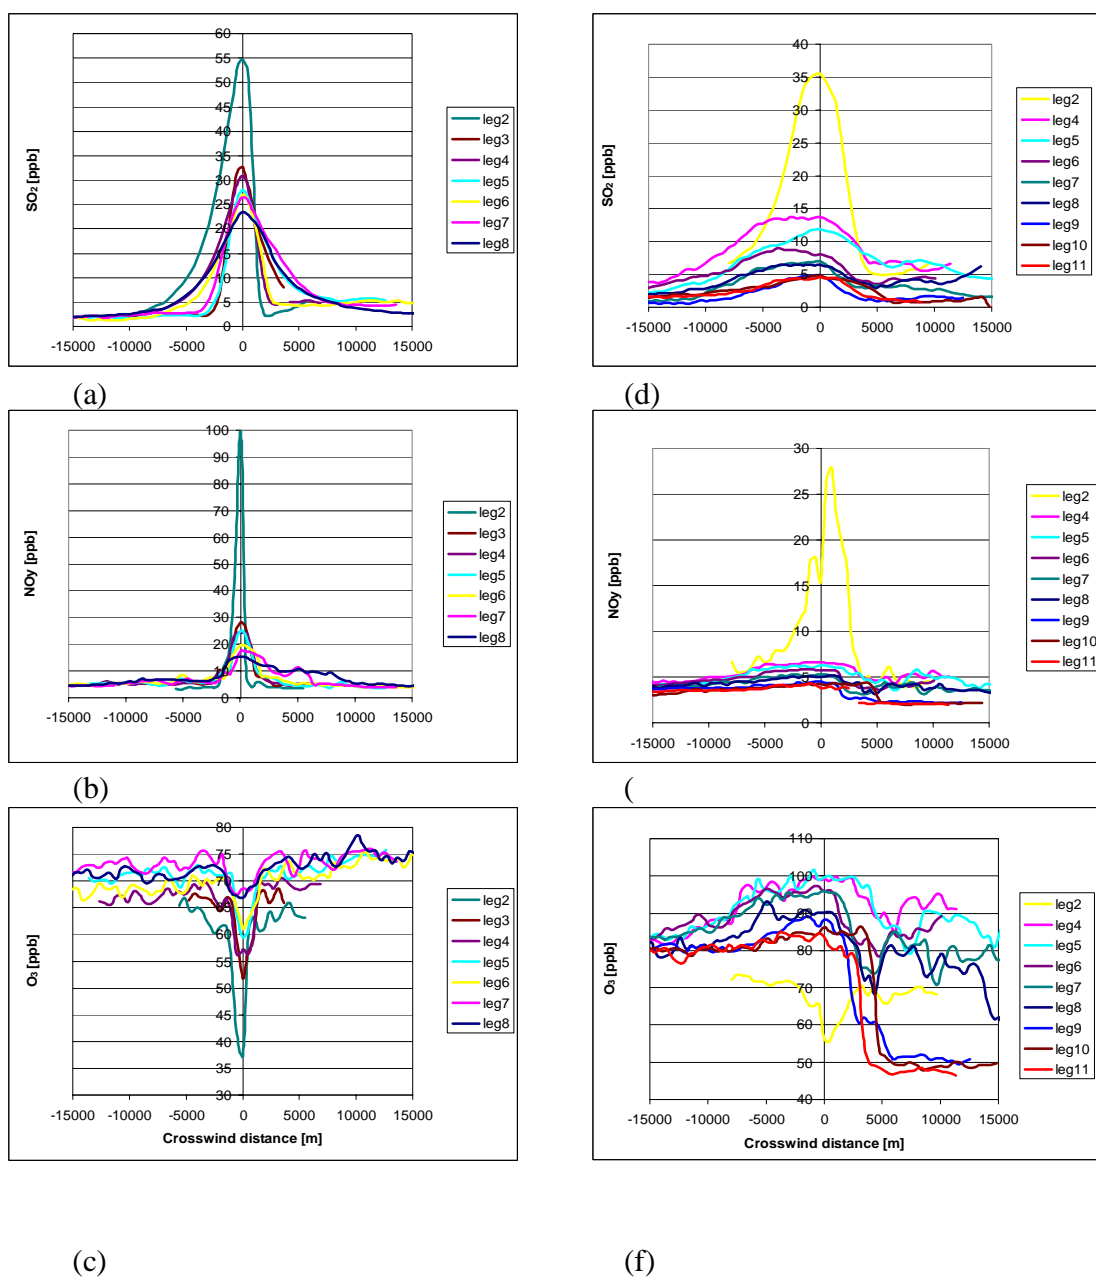 60
55
50
45
40
35
30
25
20
15
10
5
0
-15000 -10000 -5000 0 5000 10000 15000
SO₂ [ppb]
leg2
leg3
leg4
leg5
leg6
leg7
leg8
(a)
40
35
30
25
20
15
10
5
0
-15000 -10000 -5000 0 5000 10000 15000
SO₂ [ppb]
leg2
leg4
leg5
leg6
leg7
leg8
leg9
leg10
leg11
(d)
100
90
80
70
60
50
40
30
20
10
0
-15000 -10000 -5000 0 5000 10000 15000
NOy [ppb]
leg2
leg3
leg4
leg5
leg6
leg7
leg8
(b)
30
25
20
15
10
5
0
-15000 -10000 -5000 0 5000 10000 15000
NOy [ppb]
leg2
leg4
leg5
leg6
leg7
leg8
leg9
leg10
leg11
(
80
75
70
65
60
55
50
45
40
35
30
-15000 -10000 -5000 0 5000 10000 15000
O₃ [ppb]
Crosswind distance [m]
leg2
leg3
leg4
leg5
leg6
leg7
leg8
(c)
110
100
90
80
70
60
50
40
-15000 -10000 -5000 0 5000 10000 15000
O₃ [ppb]
Crosswind distance [m]
leg2
leg4
leg5
leg6
leg7
leg8
leg9
leg10
leg11
(f)